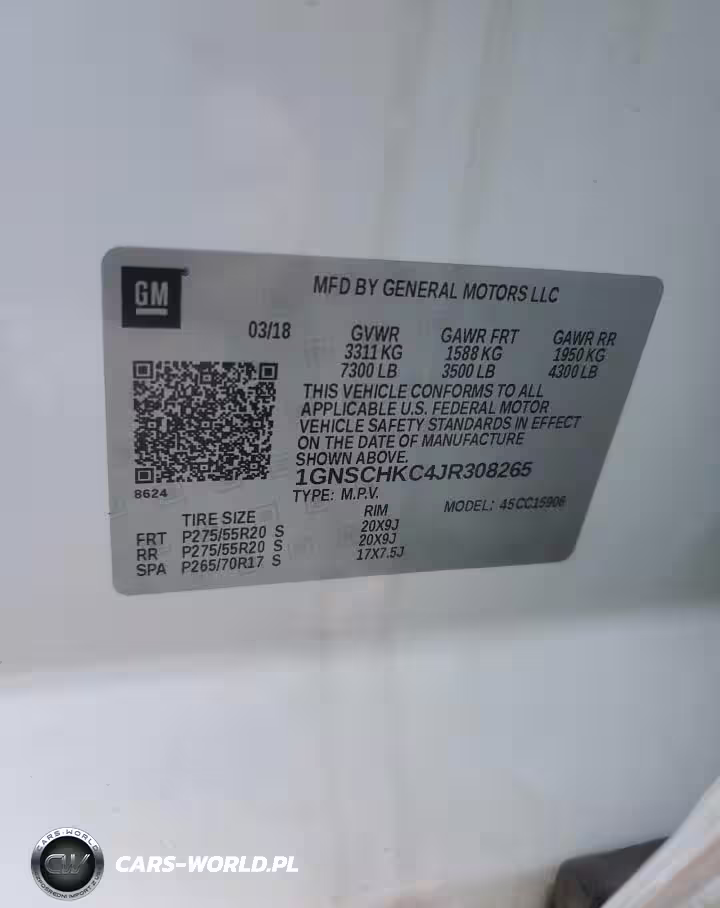 GM
MFD BY GENERAL MOTORS LLC
03/18 GVWR GAWR FRT GAWR RR
3311 KG 1588 KG 1950 KG
7300 LB 3500 LB 4300 LB
THIS VEHICLE CONFORMS TO ALL
APPLICABLE U.S. FEDERAL MOTOR
VEHICLE SAFETY STANDARDS IN EFFECT
ON THE DATE OF MANUFACTURE
SHOWN ABOVE.
8624
1GNSCHKC4JR308265
TYPE: M.P.V. MODEL: 45CC15906
TIRE SIZE RIM
FRT P275/55R20 S 20X9J
RR P275/55R20 S 20X9J
SPA P265/70R17 S 17X7.5J
CARS-WORLD
CW
CARS-WORLD.PL